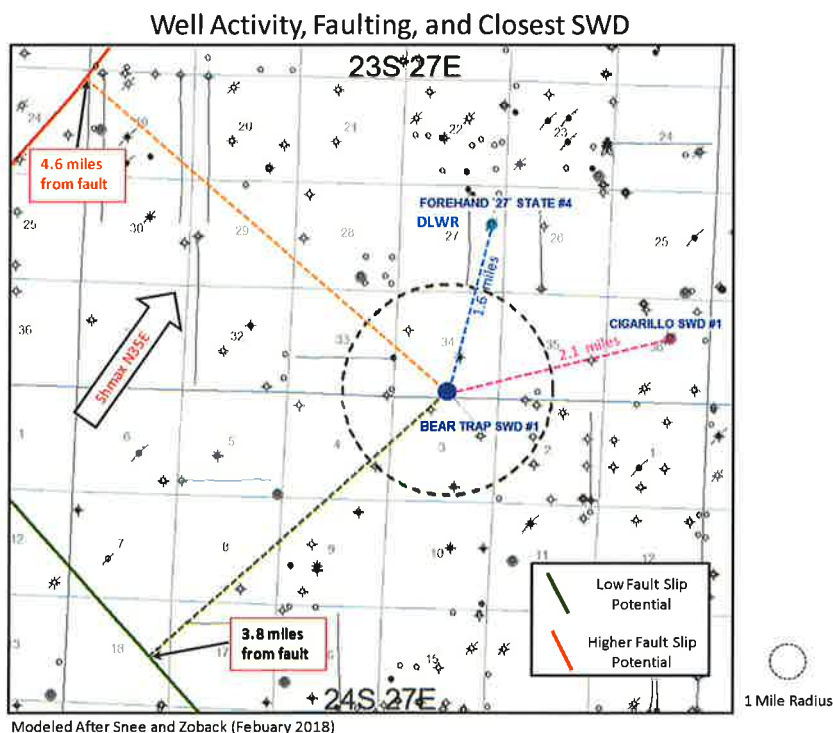 Well Activity, Faulting, and Closest SWD
23S 27E
24
19
20
21
22
23
24
4.6 miles
from fault
FOREHAND '27' STATE #4
DLWR
25
30
29
28
27
26
25
1.6 miles
CIGARILLO SWD #1
36
32
33
34
35
36
2.1 miles
Shmax N35E
BEAR TRAP SWD #1
1
6
5
4
3
2
1
12
7
8
9
10
11
12
Low Fault Slip
Potential
3.8 miles
from fault
18
17
15
Higher Fault Slip
Potential
24S 27E
1 Mile Radius
Modeled After Snee and Zoback (Febuary 2018)